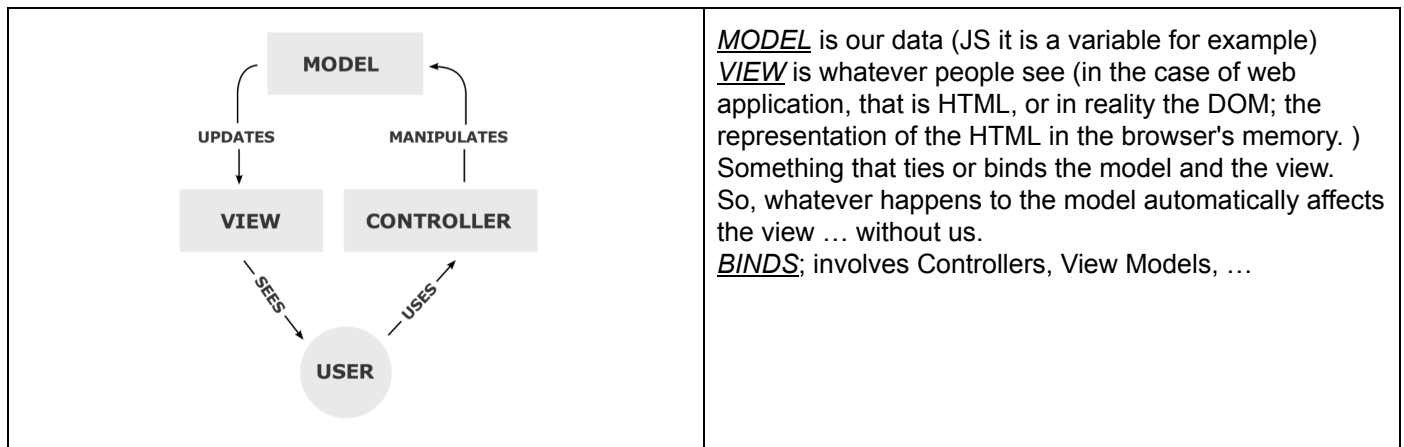 MODEL
UPDATES
MANIPULATES
VIEW
CONTROLLER
SEES
USES
USER
MODEL is our data (JS it is a variable for example)
VIEW is whatever people see (in the case of web
application, that is HTML, or in reality the DOM; the
representation of the HTML in the browser's memory. )
Something that ties or binds the model and the view.
So, whatever happens to the model automatically affects
the view … without us.
BINDS; involves Controllers, View Models, …